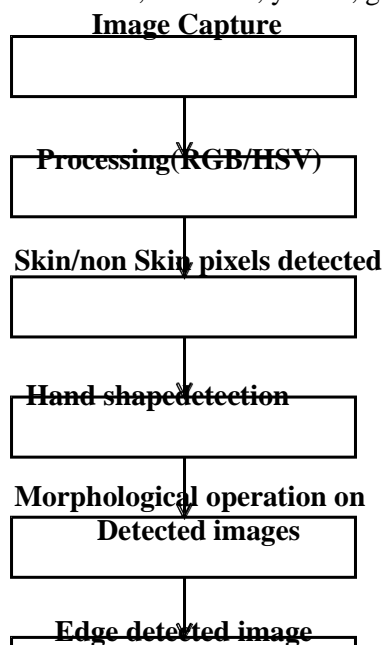 Image Capture
Processing(RGB/HSV)
Skin/non Skin pixels detected
Hand shapedetection
Morphological operation on
Detected images
Edge detected image